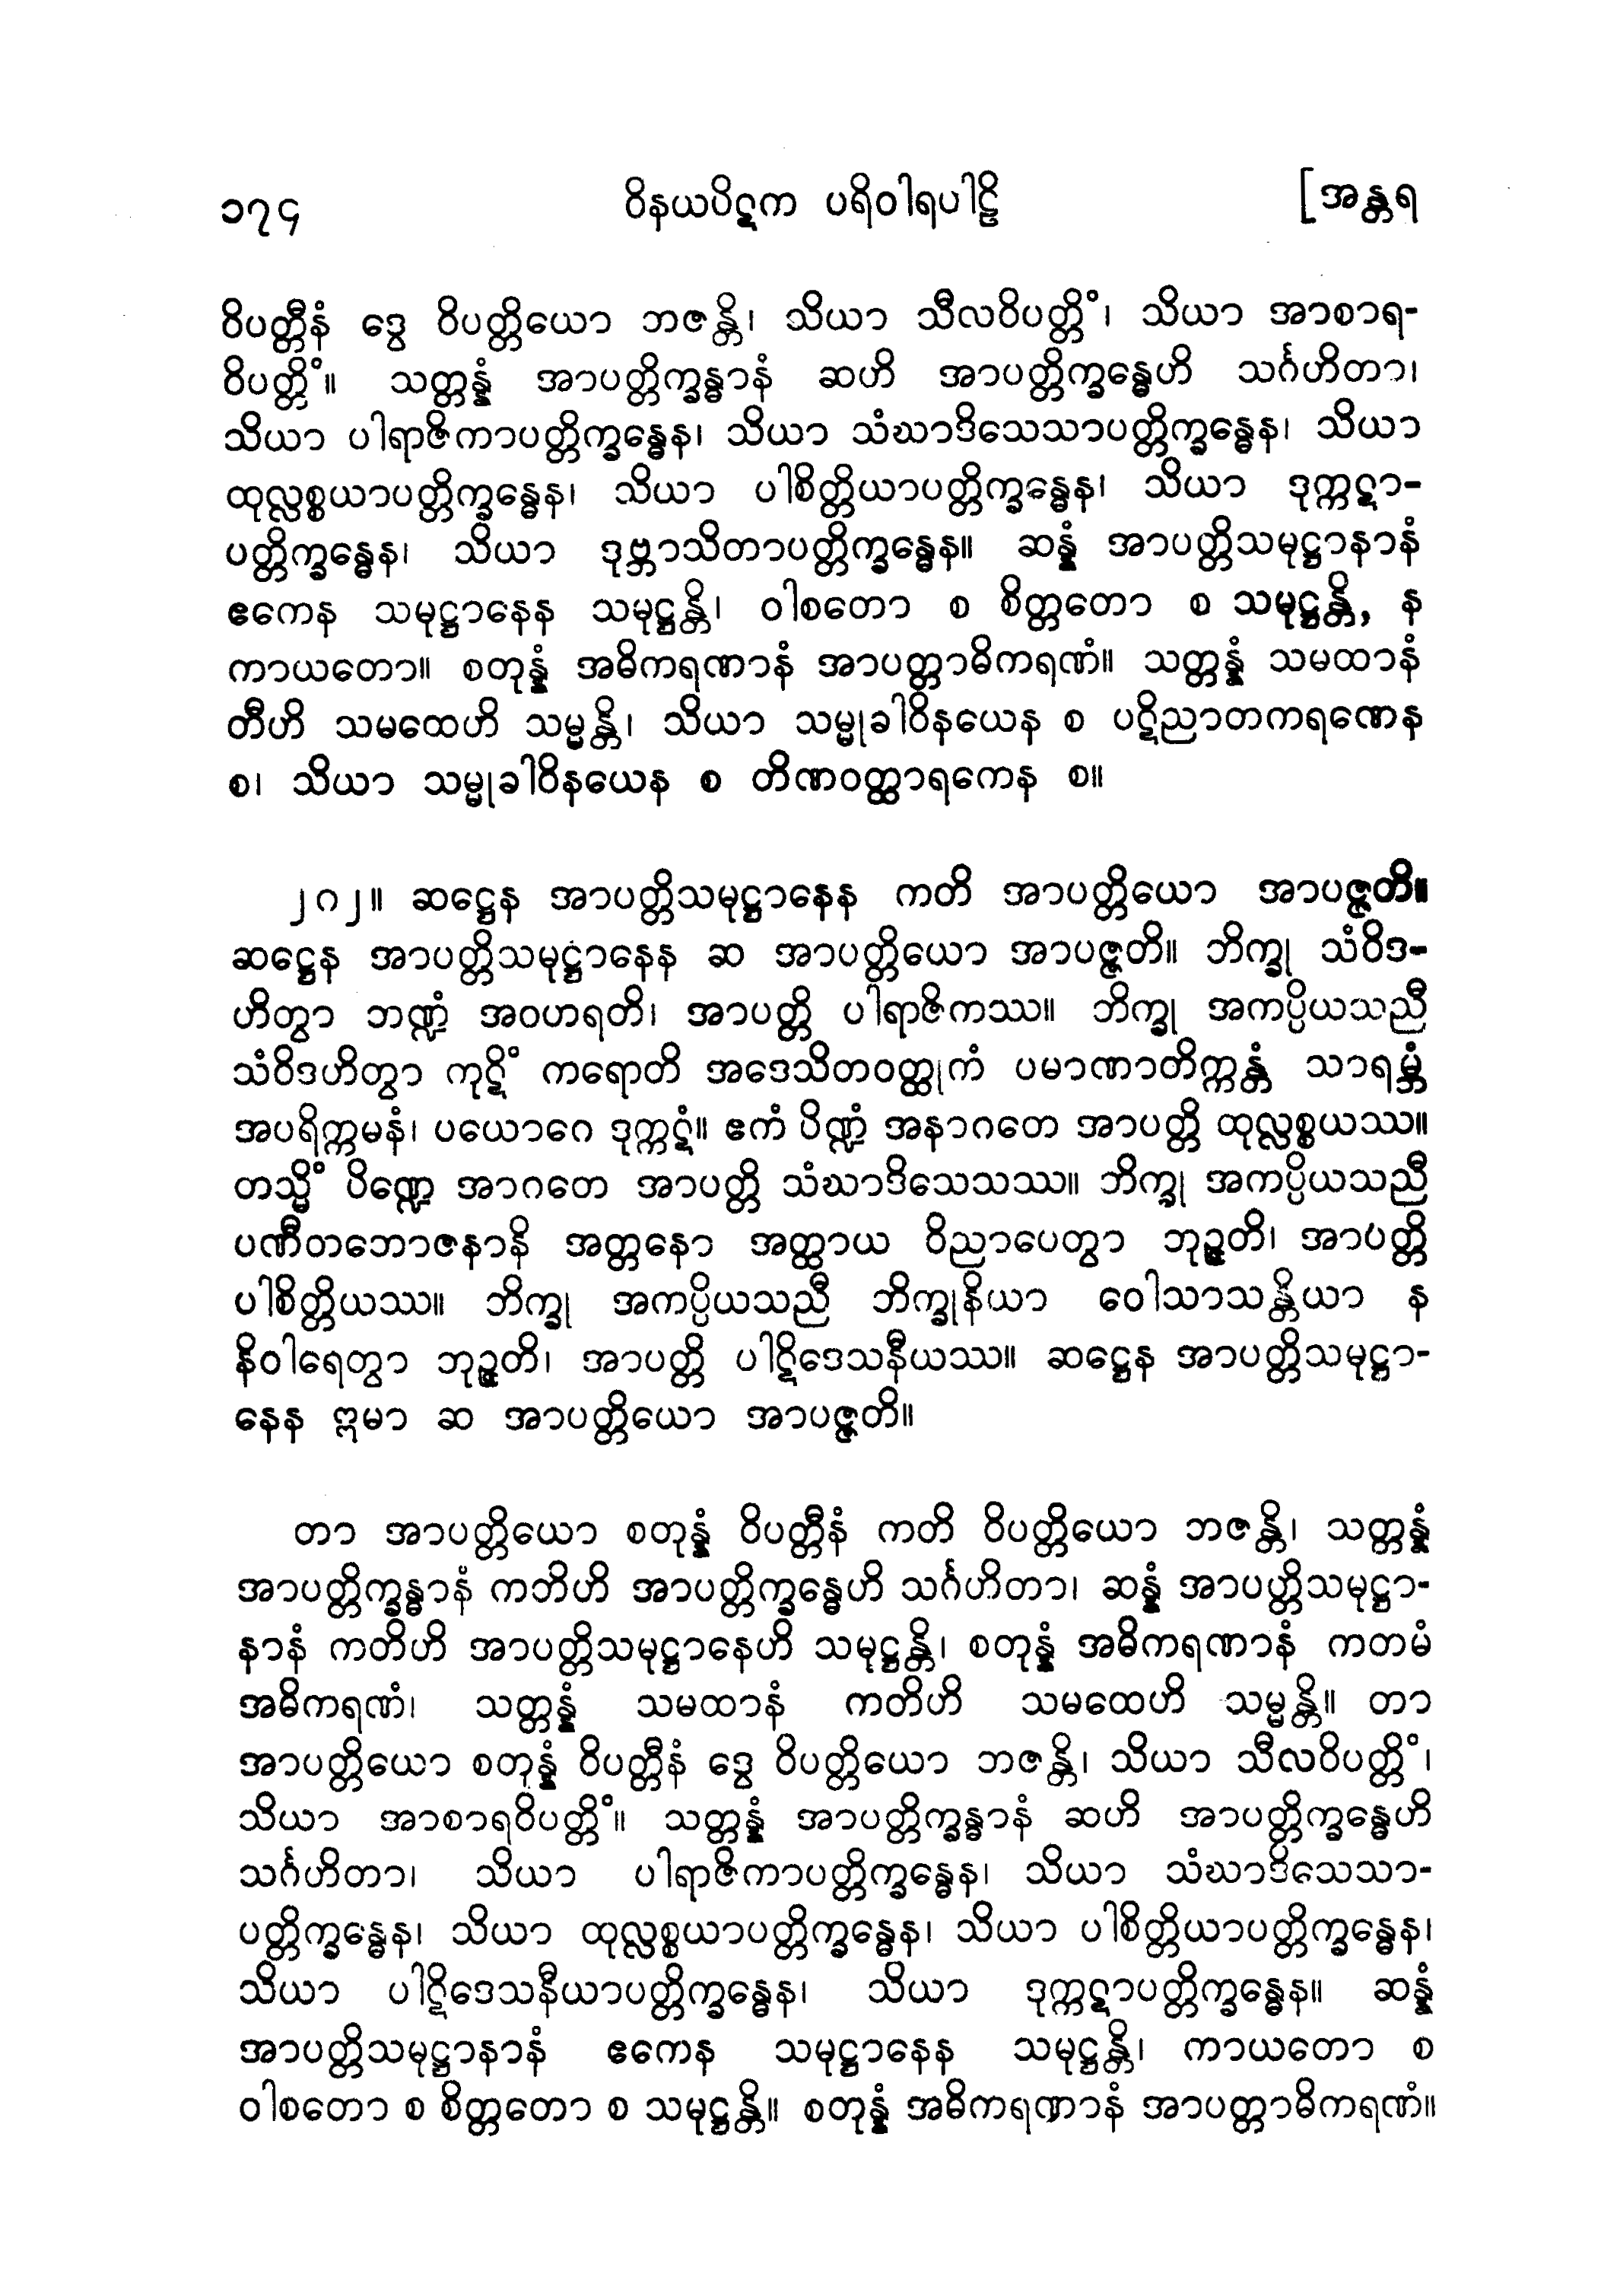 ၁၇၄ ဝိနယပိဋက ပရိဝါရပါဠိ [အန္တရ
ဝိပတ္တီနံ ဒွေ ဝိပတ္တိယော ဘဇန္တိ၊ သိယာ သီလဝိပတ္တိံ၊ သိယာ အာစာရ-
ဝိပတ္တိံ။ သတ္တန္နံ အာပတ္တိက္ခန္ဓာနံ ဆဟိ အာပတ္တိက္ခန္ဓေဟိ သင်္ဂဟိတာ၊
သိယာ ပါရာဇိကာပတ္တိက္ခန္ဓေန၊ သိယာ သံဃာဒိသေသာပတ္တိက္ခန္ဓေန၊ သိယာ
ထုလ္လစ္စယာပတ္တိက္ခန္ဓေန၊ သိယာ ပါစိတ္တိယာပတ္တိက္ခန္ဓေန၊ သိယာ ဒုက္ကဋာ-
ပတ္တိက္ခန္ဓေန၊ သိယာ ဒုဗ္ဘာသိတာပတ္တိက္ခန္ဓေန။ ဆန္နံ အာပတ္တိသမုဋ္ဌာနာနံ
ဧကေန သမုဋ္ဌာနေန သမုဋ္ဌန္တိ၊ ဝါစတော စ စိတ္တတော စ သမုဋ္ဌန္တိ, န
ကာယတော။ စတုန္နံ အဓိကရဏာနံ အာပတ္တာဓိကရဏံ။ သတ္တန္နံ သမထာနံ
တီဟိ သမထေဟိ သမ္မန္တိ၊ သိယာ သမ္မုခါဝိနယေန စ ပဋိညာတကရဏေန
စ၊ သိယာ သမ္မုခါဝိနယေန စ တိဏဝတ္ထာရကေန စ။
၂၇၂။ ဆဋ္ဌေန အာပတ္တိသမုဋ္ဌာနေန ကတိ အာပတ္တိယော အာပဇ္ဇတိ။
ဆဋ္ဌေန အာပတ္တိသမုဋ္ဌာနေန ဆ အာပတ္တိယော အာပဇ္ဇတိ။ ဘိက္ခု သံဝိဒ-
ဟိတွာ ဘဏ္ဍံ အဝဟရတိ၊ အာပတ္တိ ပါရာဇိကဿ။ ဘိက္ခု အကပ္ပိယသညီ
သံဝိဒဟိတွာ ကုဋိံ ကရောတိ အဒေသိတဝတ္ထုကံ ပမာဏာတိက္ကန္တံ သာရမ္ဘံ
အပရိက္ကမနံ၊ ပယောဂေ ဒုက္ကဋံ။ ဧကံ ပိဏ္ဍံ အနာဂတေ အာပတ္တိ ထုလ္လစ္စယဿ။
တသ္မိံ ပိဏ္ဍေ အာဂတေ အာပတ္တိ သံဃာဒိသေသဿ။ ဘိက္ခု အကပ္ပိယသညီ
ပဏီတဘောဇနာနိ အတ္တနော အတ္ထာယ ဝိညာပေတွာ ဘုဉ္ဇတိ၊ အာပတ္တိ
ပါစိတ္တိယဿ။ ဘိက္ခု အကပ္ပိယသညီ ဘိက္ခုနိယာ ဝေါသာသန္တိယာ န
နိဝါရေတွာ ဘုဉ္ဇတိ၊ အာပတ္တိ ပါဋိဒေသနီယဿ။ ဆဋ္ဌေန အာပတ္တိသမုဋ္ဌာ-
နေန ဣမာ ဆ အာပတ္တိယော အာပဇ္ဇတိ။
တာ အာပတ္တိယော စတုန္နံ ဝိပတ္တီနံ ကတိ ဝိပတ္တိယော ဘဇန္တိ၊ သတ္တန္နံ
အာပတ္တိက္ခန္ဓာနံ ကတိဟိ အာပတ္တိက္ခန္ဓေဟိ သင်္ဂဟိတာ၊ ဆန္နံ အာပတ္တိသမုဋ္ဌာ-
နာနံ ကတိဟိ အာပတ္တိသမုဋ္ဌာနေဟိ သမုဋ္ဌန္တိ၊ စတုန္နံ အဓိကရဏာနံ ကတမံ
အဓိကရဏံ၊ သတ္တန္နံ သမထာနံ ကတိဟိ သမထေဟိ သမ္မန္တိ။ တာ
အာပတ္တိယော စတုန္နံ ဝိပတ္တီနံ ဒွေ ဝိပတ္တိယော ဘဇန္တိ၊ သိယာ သီလဝိပတ္တိံ၊
သိယာ အာစာရဝိပတ္တိံ။ သတ္တန္နံ အာပတ္တိက္ခန္ဓာနံ ဆဟိ အာပတ္တိက္ခန္ဓေဟိ
သင်္ဂဟိတာ၊ သိယာ ပါရာဇိကာပတ္တိက္ခန္ဓေန၊ သိယာ သံဃာဒိသေသာ-
ပတ္တိက္ခန္ဓေန၊ သိယာ ထုလ္လစ္စယာပတ္တိက္ခန္ဓေန၊ သိယာ ပါစိတ္တိယာပတ္တိက္ခန္ဓေန၊
သိယာ ပါဋိဒေသနီယာပတ္တိက္ခန္ဓေန၊ သိယာ ဒုက္ကဋာပတ္တိက္ခန္ဓေန။ ဆန္နံ
အာပတ္တိသမုဋ္ဌာနာနံ ဧကေန သမုဋ္ဌာနေန သမုဋ္ဌန္တိ၊ ကာယတော စ
ဝါစတော စ စိတ္တတော စ သမုဋ္ဌန္တိ။ စတုန္နံ အဓိကရဏာနံ အာပတ္တာဓိကရဏံ။